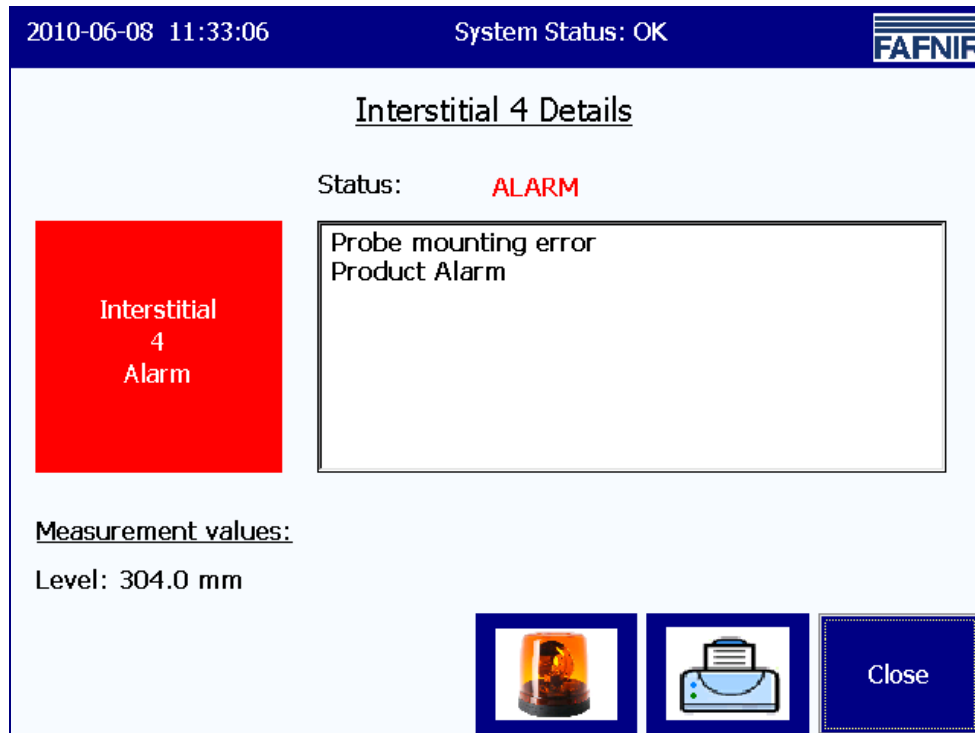 2010-06-08 11:33:06 System Status: OK FAFNIR
Interstitial 4 Details
Status: ALARM
Probe mounting error
Product Alarm
Interstitial
4
Alarm
Measurement values:
Level: 304.0 mm
Close